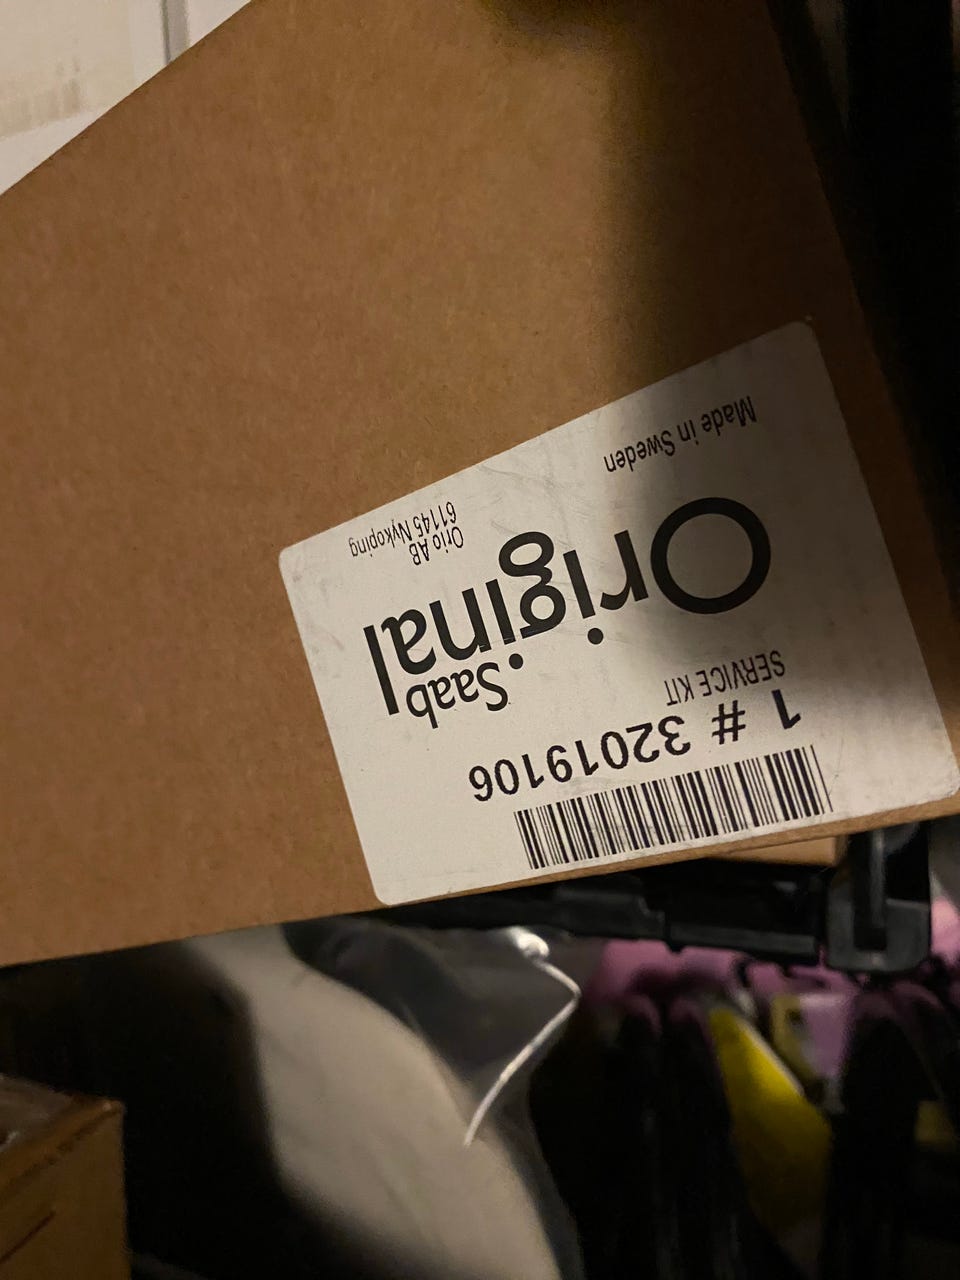 1 # 32019106
SERVICE KIT
Saab
Original
Orio AB
61145 Nykoping
Made in Sweden